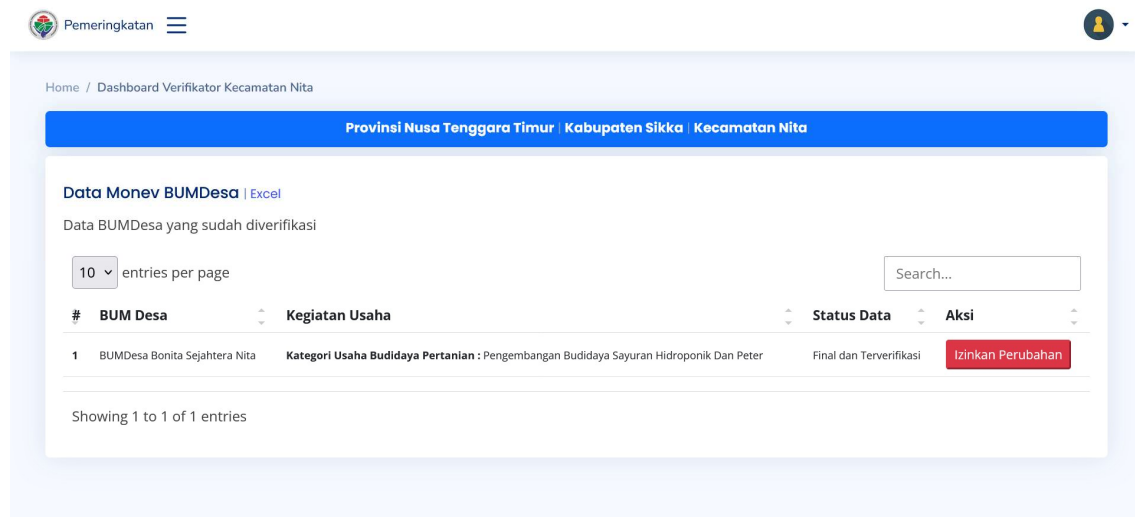 Pemeringkatan
Home / Dashboard Verifikator Kecamatan Nita
Provinsi Nusa Tenggara Timur | Kabupaten Sikka | Kecamatan Nita
Data Monev BUMDesa | Excel
Data BUMDesa yang sudah diverifikasi
10 entries per page
Search...
# BUM Desa Kegiatan Usaha Status Data Aksi
1 BUMDesa Bonita Sejahtera Nita Kategori Usaha Budidaya Pertanian : Pengembangan Budidaya Sayuran Hidroponik Dan Peter Final dan Terverifikasi Izinkan Perubahan
Showing 1 to 1 of 1 entries